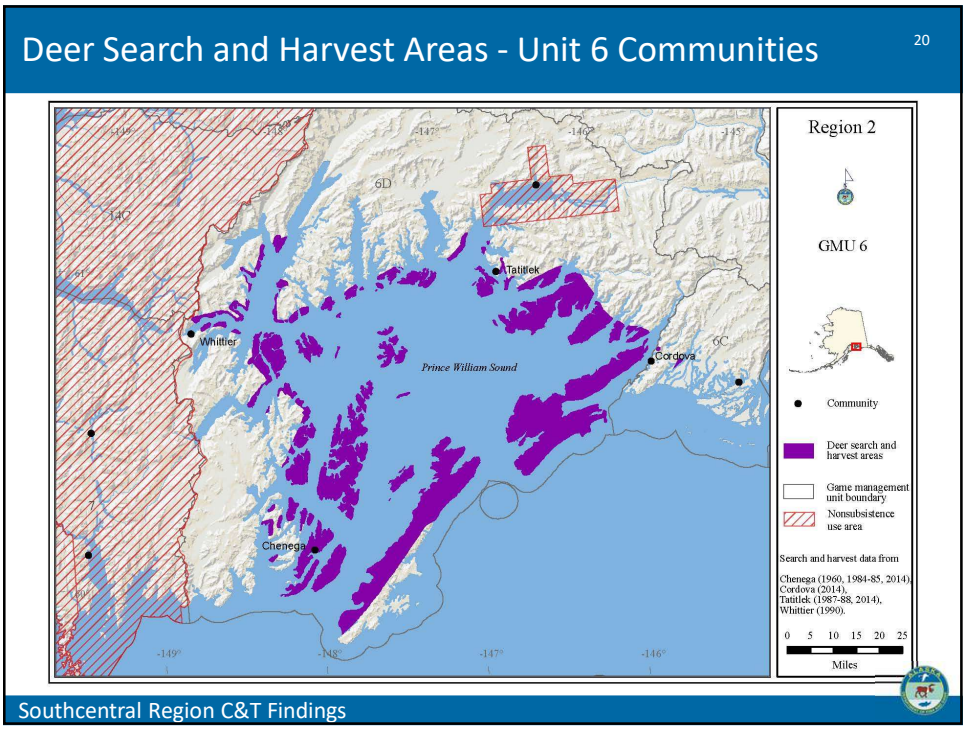 Deer Search and Harvest Areas - Unit 6 Communities
20
-149°
-148°
-147°
-146°
-145°
6D
14C
61°
Tatitlek
Whittier
6C
Cordova
Prince William Sound
7
Chenega
60°
-149°
-148°
-147°
-146°
Region 2
GMU 6
Community
Deer search and
harvest areas
Game management
unit boundary
Nonsubsistence
use area
Search and harvest data from
Chenega (1960, 1984-85, 2014),
Cordova (2014),
Tatitlek (1987-88, 2014),
Whittier (1990).
0 5 10 15 20 25
Miles
ALASKA
Southcentral Region C&T Findings